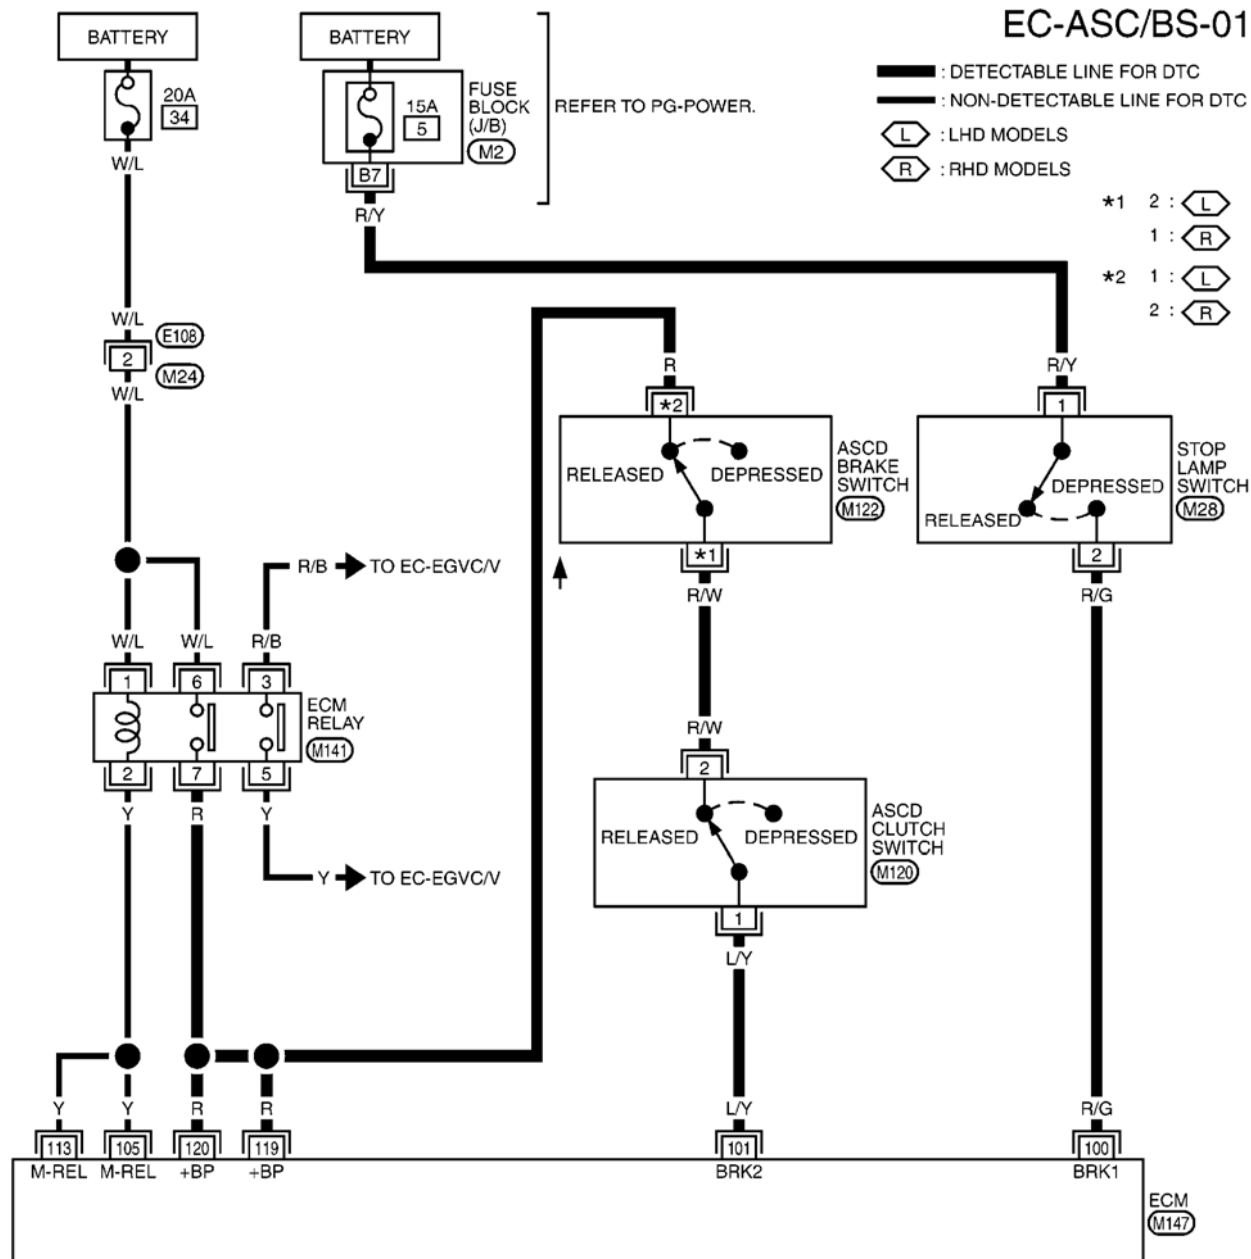 EC-ASC/BS-01
BATTERY
BATTERY
: DETECTABLE LINE FOR DTC
: NON-DETECTABLE LINE FOR DTC
L : LHD MODELS
R : RHD MODELS
*1 2 : L
1 : R
*2 1 : L
2 : R
20A
34
15A
5
FUSE
BLOCK
(J/B)
M2
REFER TO PG-POWER.
W/L
B7
R/Y
W/L
E108
2
M24
W/L
R
R/Y
*2
1
RELEASED
DEPRESSED
ASCD
BRAKE
SWITCH
M122
DEPRESSED
RELEASED
STOP
LAMP
SWITCH
M28
*1
2
R/W
R/G
R/B
TO EC-EGVC/V
W/L
W/L
R/B
1
6
3
ECM
RELAY
M141
2
7
5
Y
R
Y
Y
TO EC-EGVC/V
R/W
2
RELEASED
DEPRESSED
ASCD
CLUTCH
SWITCH
M120
1
L/Y
Y
Y
R
R
L/Y
R/G
113
105
120
119
101
100
M-REL
M-REL
+BP
+BP
BRK2
BRK1
ECM
M147